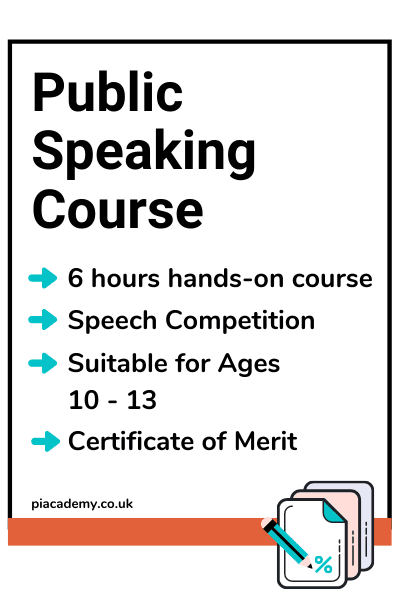 Public
Speaking
Course
6 hours hands-on course
Speech Competition
Suitable for Ages
10 - 13
Certificate of Merit
piacademy.co.uk
%